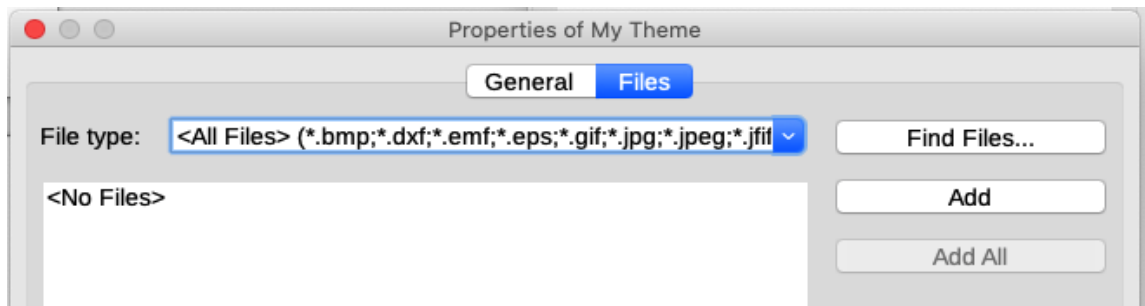 Properties of My Theme
General Files
File type: <All Files> (*.bmp;*.dxf;*.emf;*.eps;*.gif;*.jpg;*.jpeg;*.jfif Find Files...
<No Files> Add
Add All